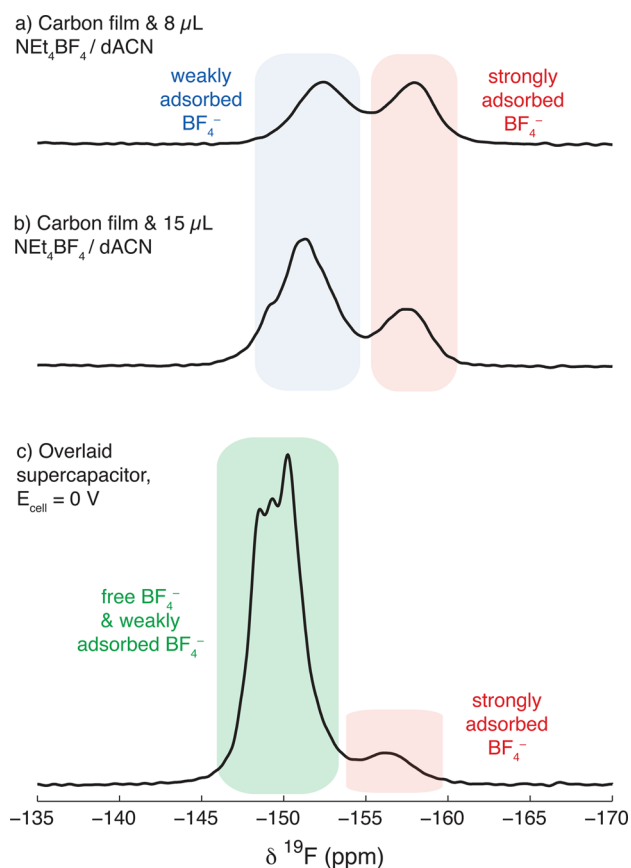 a) Carbon film & 8 µL
NEt₄BF₄ / dACN
weakly
adsorbed
BF₄⁻
strongly
adsorbed
BF₄⁻
b) Carbon film & 15 µL
NEt₄BF₄ / dACN
c) Overlaid
supercapacitor,
E_cell = 0 V
free BF₄⁻
& weakly
adsorbed BF₄⁻
strongly
adsorbed
BF₄⁻
−135 −140 −145 −150 −155 −160 −165 −170
δ ¹⁹F (ppm)